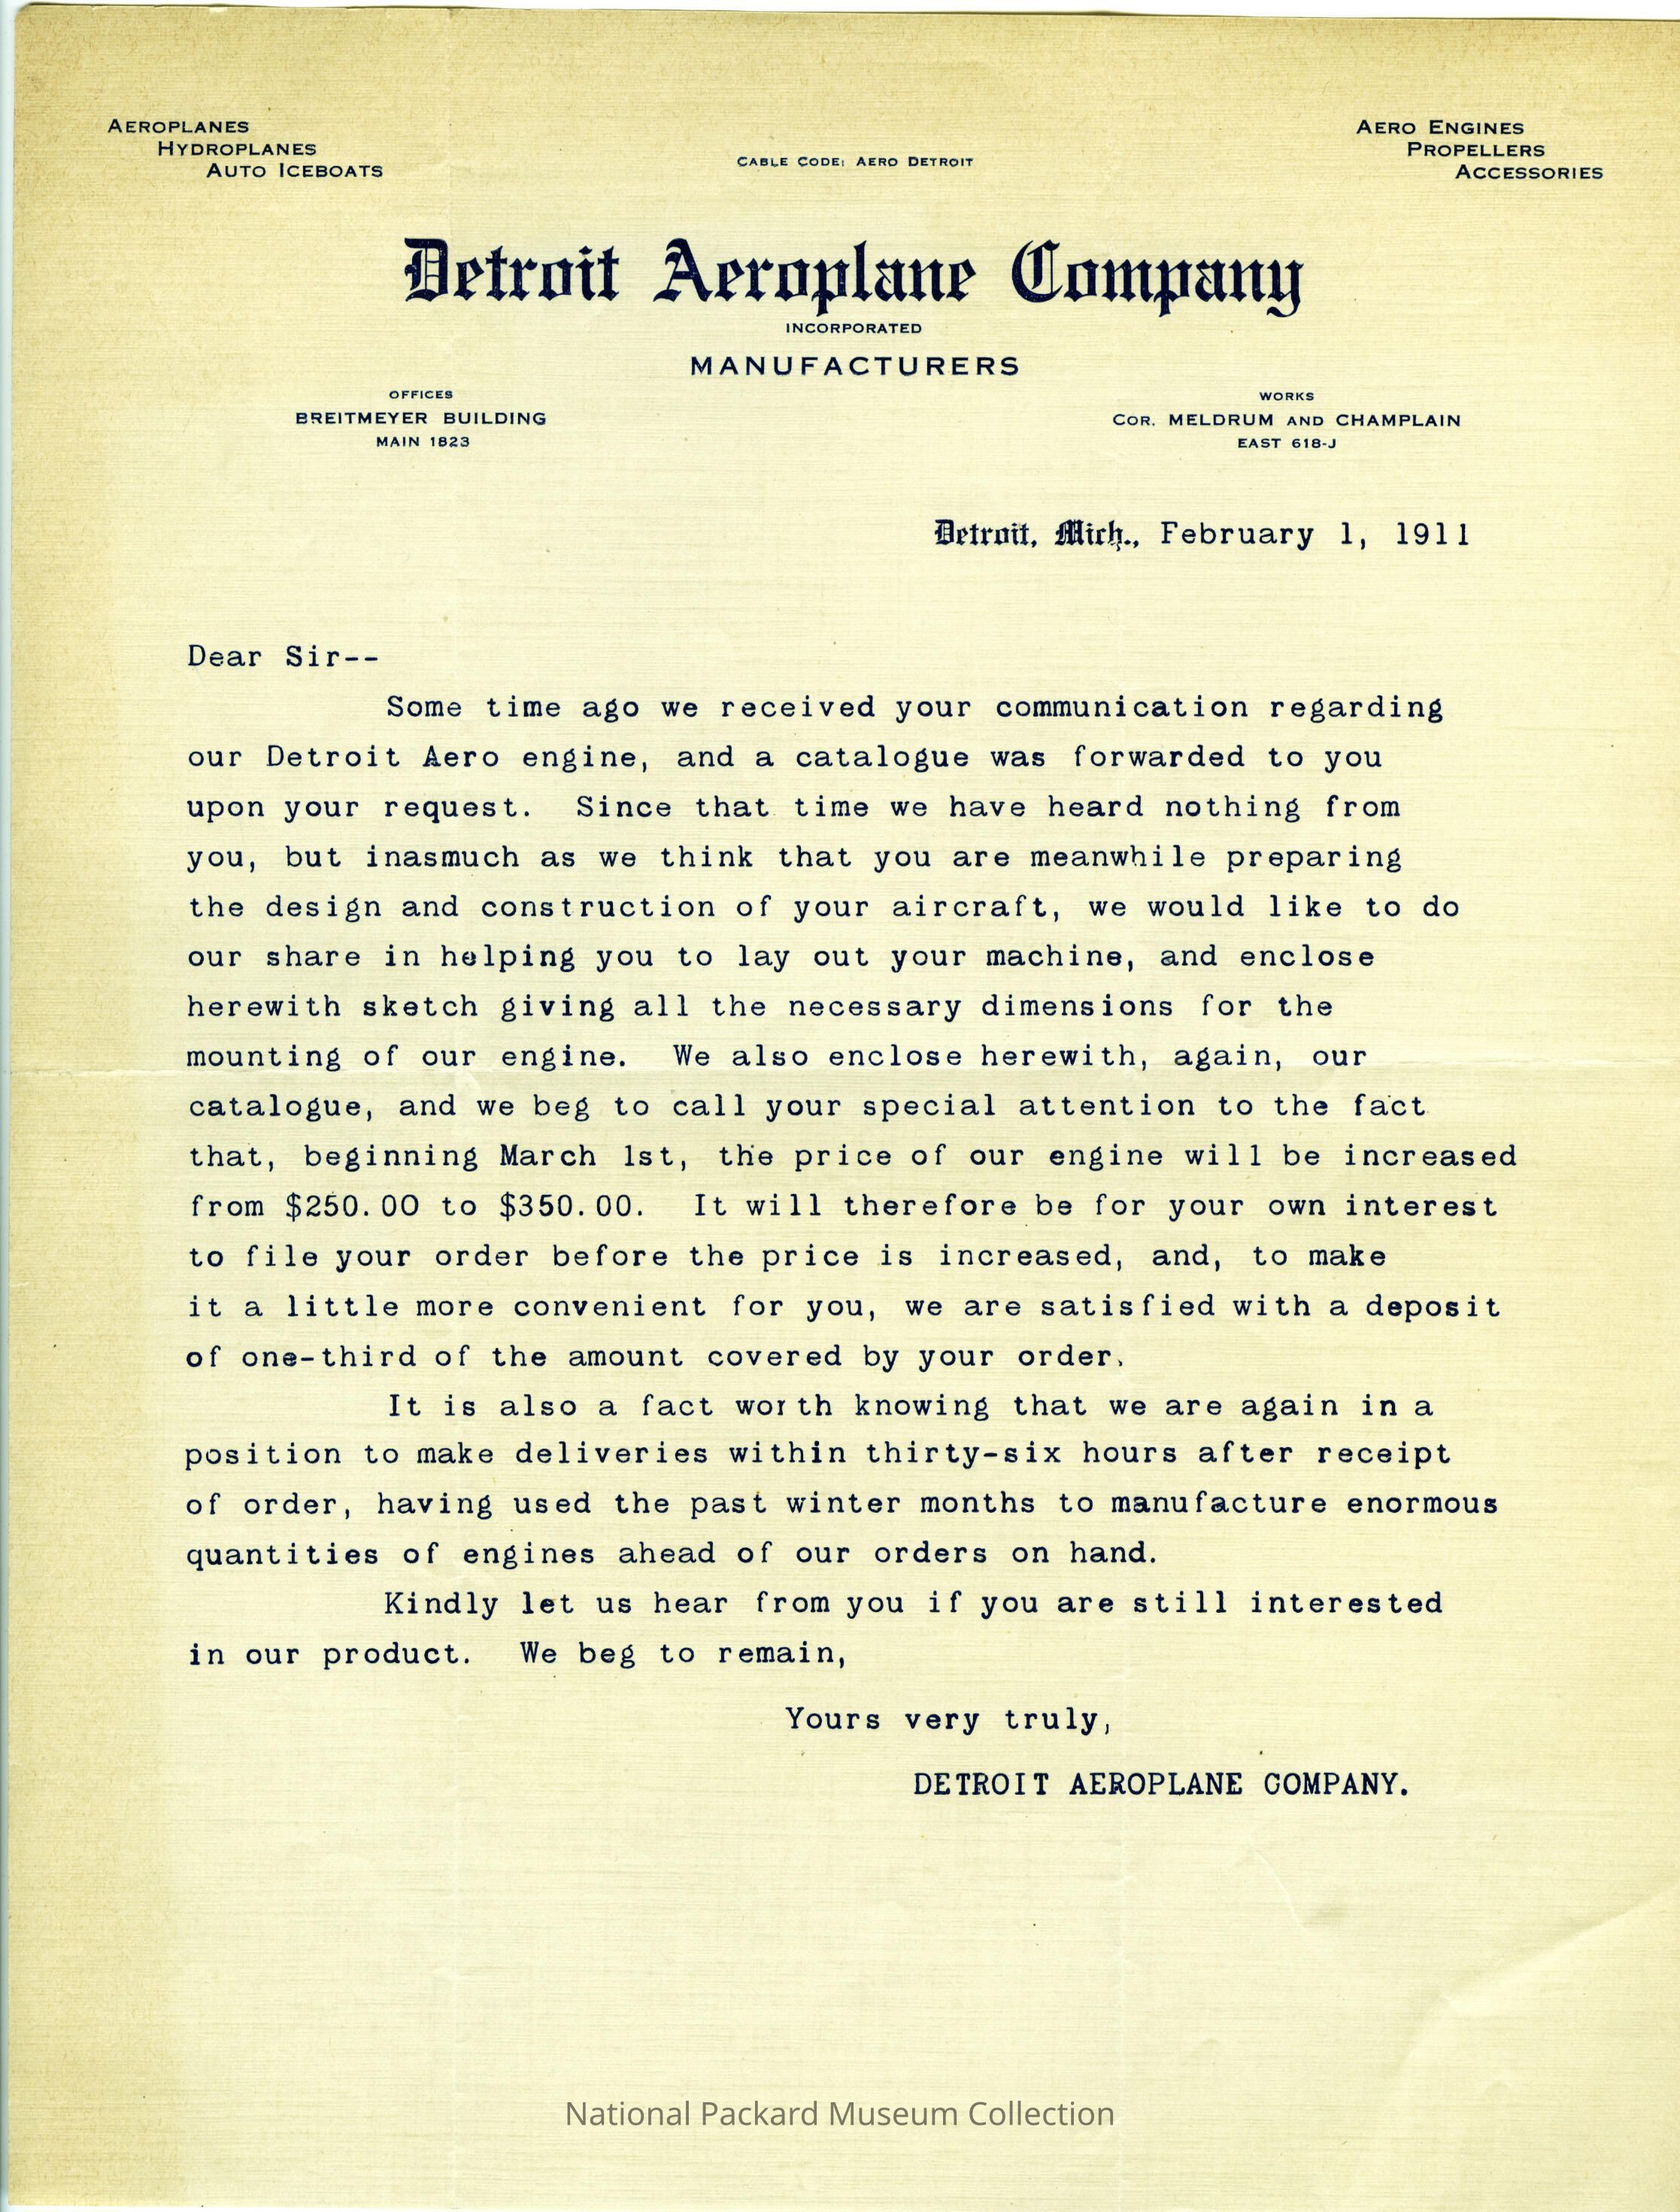 AEROPLANES
HYDROPLANES
AUTO ICEBOATS
CABLE CODE: AERO DETROIT
AERO ENGINES
PROPELLERS
ACCESSORIES
Detroit Aeroplane Company
INCORPORATED
MANUFACTURERS
OFFICES
BREITMEYER BUILDING
MAIN 1823
WORKS
COR. MELDRUM AND CHAMPLAIN
EAST 618-J
Detroit, Mich., February 1, 1911
Dear Sir--
Some time ago we received your communication regarding
our Detroit Aero engine, and a catalogue was forwarded to you
upon your request. Since that time we have heard nothing from
you, but inasmuch as we think that you are meanwhile preparing
the design and construction of your aircraft, we would like to do
our share in helping you to lay out your machine, and enclose
herewith sketch giving all the necessary dimensions for the
mounting of our engine. We also enclose herewith, again, our
catalogue, and we beg to call your special attention to the fact
that, beginning March 1st, the price of our engine will be increased
from $250.00 to $350.00. It will therefore be for your own interest
to file your order before the price is increased, and, to make
it a little more convenient for you, we are satisfied with a deposit
of one-third of the amount covered by your order.
It is also a fact worth knowing that we are again in a
position to make deliveries within thirty-six hours after receipt
of order, having used the past winter months to manufacture enormous
quantities of engines ahead of our orders on hand.
Kindly let us hear from you if you are still interested
in our product. We beg to remain,
Yours very truly,
DETROIT AEROPLANE COMPANY.
National Packard Museum Collection